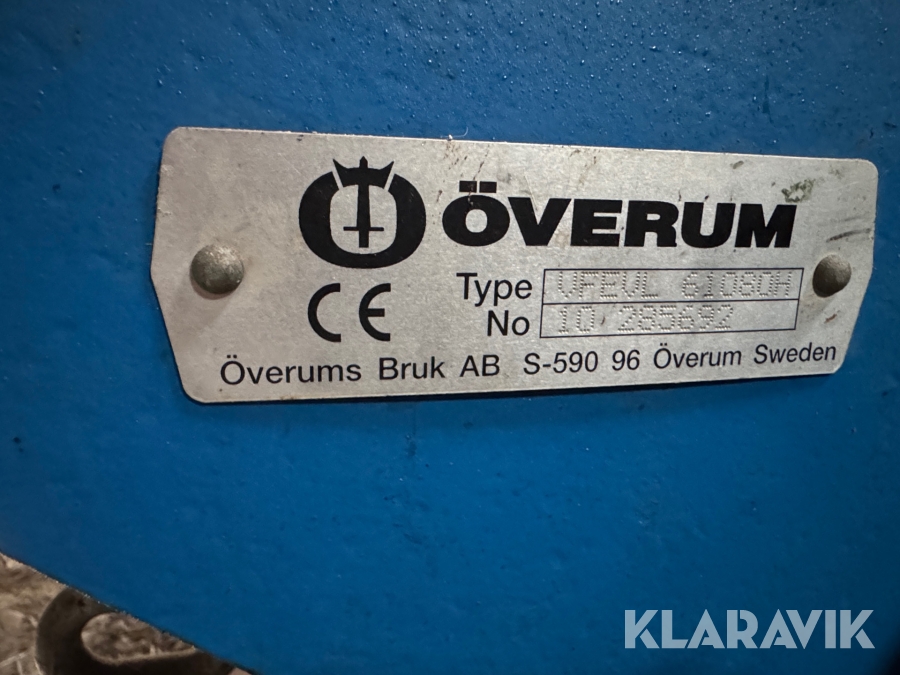 ÖVERUM
Type VFEVL 61080H
No 10 285692
CE
Överums Bruk AB S-590 96 Överum Sweden
KLARAVIK